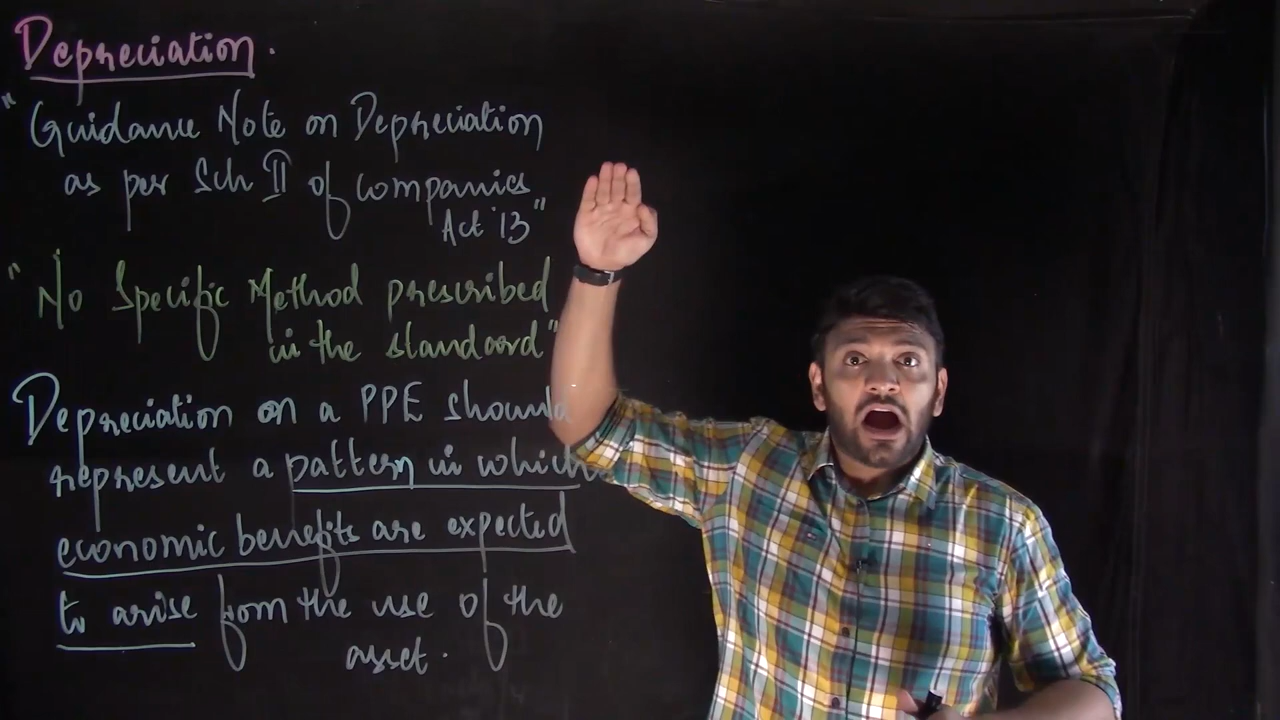 Depreciation.
"Guidance Note on Depreciation
as per Sch II of companies
Act '13"
"No Specific Method prescribed
in the standard"
Depreciation on a PPE should
represent a pattern in which
economic benefits are expected
to arise from the use of the
asset.